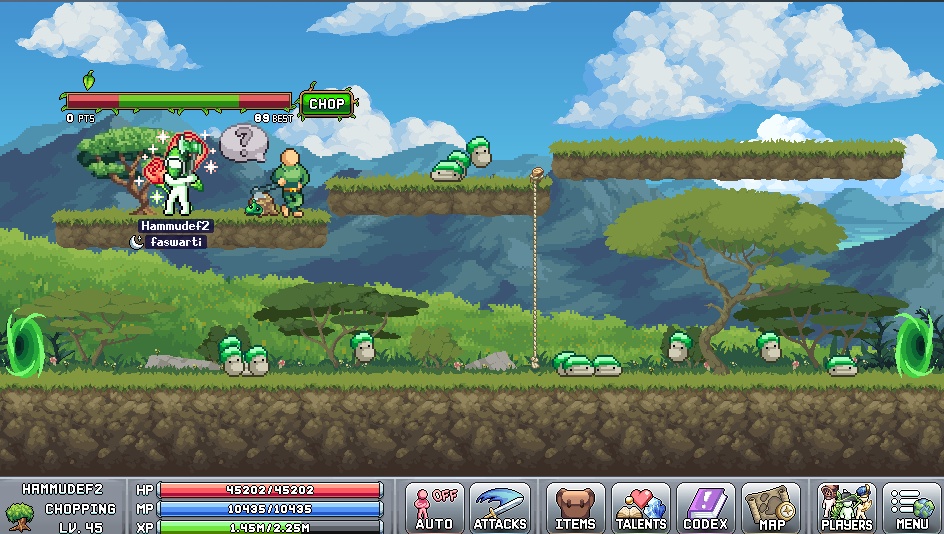 CHOP
0 PTS
89 BEST
?
Hammudef2
faswarti
HAMMUDEF2
CHOPPING
LV. 45
HP 45202/45202
MP 10435/10435
XP 1.45M/2.25M
OFF
AUTO
ATTACKS
ITEMS
TALENTS
CODEX
MAP
PLAYERS
MENU